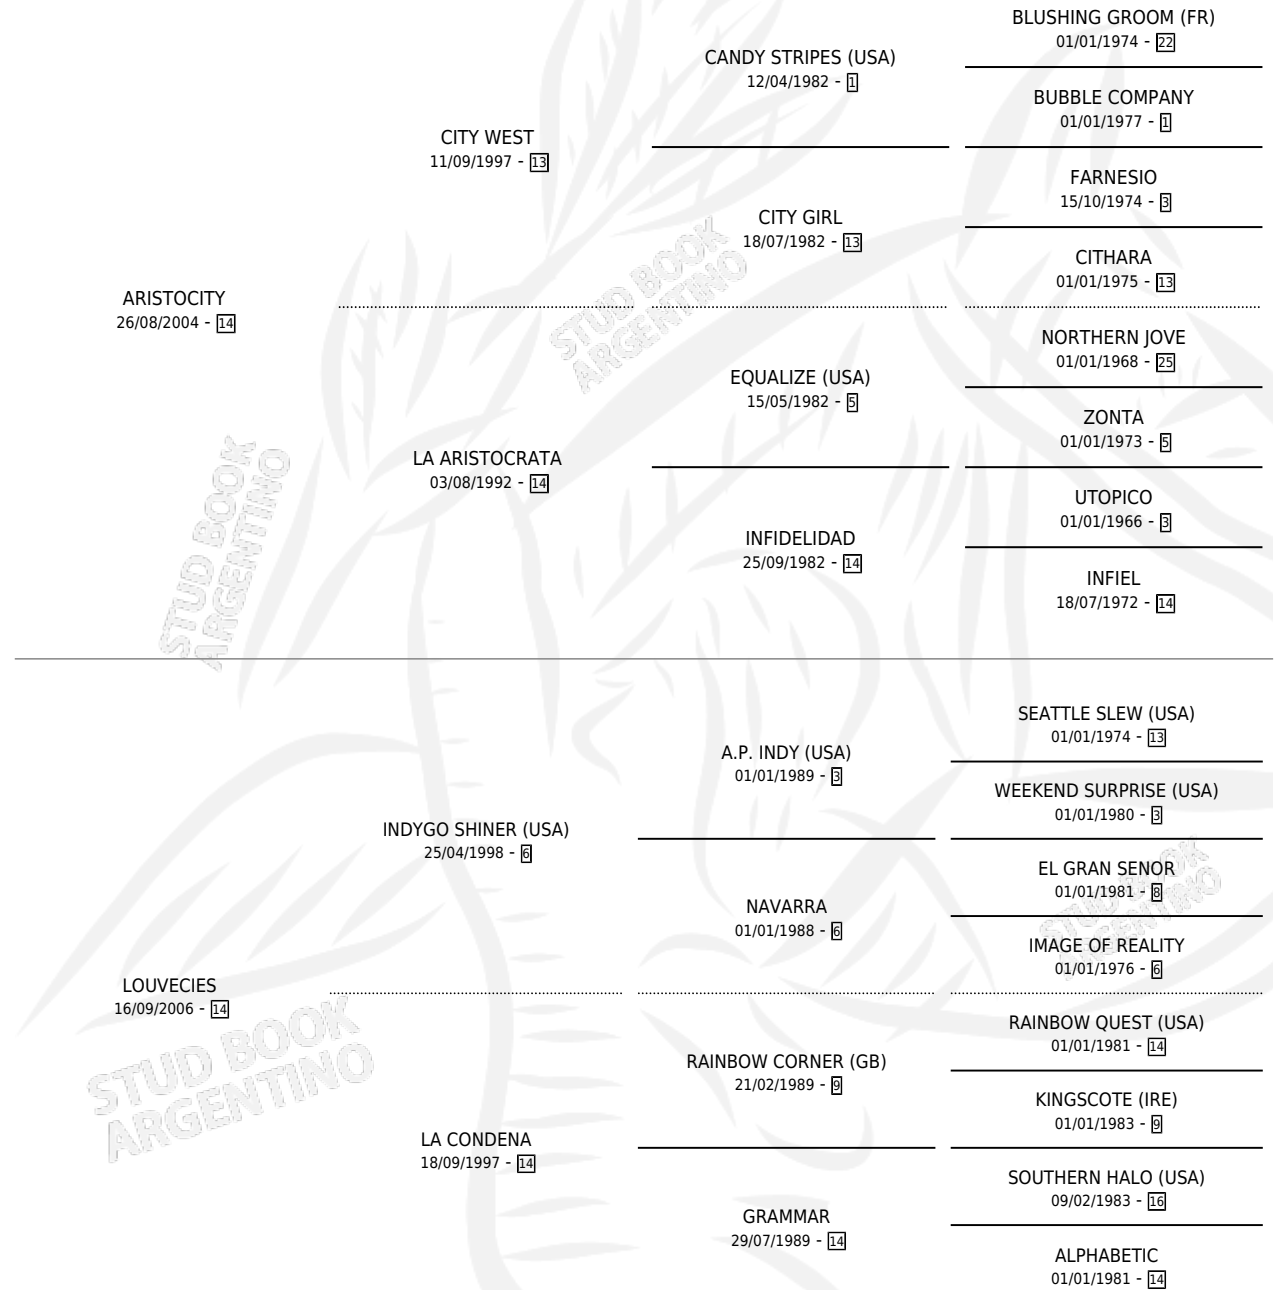 BLUSHING GROOM (FR)
01/01/1974 - 22
CANDY STRIPES (USA)
12/04/1982 - 1
BUBBLE COMPANY
01/01/1977 - 1
CITY WEST
11/09/1997 - 13
FARNESIO
15/10/1974 - 3
CITY GIRL
18/07/1982 - 13
CITHARA
01/01/1975 - 13
ARISTOCITY
26/08/2004 - 14
NORTHERN JOVE
01/01/1968 - 25
EQUALIZE (USA)
15/05/1982 - 5
ZONTA
01/01/1973 - 5
LA ARISTOCRATA
03/08/1992 - 14
UTOPICO
01/01/1966 - 3
INFIDELIDAD
25/09/1982 - 14
INFIEL
18/07/1972 - 14
SEATTLE SLEW (USA)
01/01/1974 - 13
A.P. INDY (USA)
01/01/1989 - 3
WEEKEND SURPRISE (USA)
01/01/1980 - 3
INDYGO SHINER (USA)
25/04/1998 - 6
EL GRAN SENOR
01/01/1981 - 8
NAVARRA
01/01/1988 - 6
IMAGE OF REALITY
01/01/1976 - 6
LOUVECIES
16/09/2006 - 14
RAINBOW QUEST (USA)
01/01/1981 - 14
RAINBOW CORNER (GB)
21/02/1989 - 9
KINGSCOTE (IRE)
01/01/1983 - 9
LA CONDENA
18/09/1997 - 14
SOUTHERN HALO (USA)
09/02/1983 - 16
GRAMMAR
29/07/1989 - 14
ALPHABETIC
01/01/1981 - 14
STUD BOOK
ARGENTINO
STUD BOOK
ARGENTINO
STUD BOOK
ARGENTINO
STUD BOOK
ARGENTINO